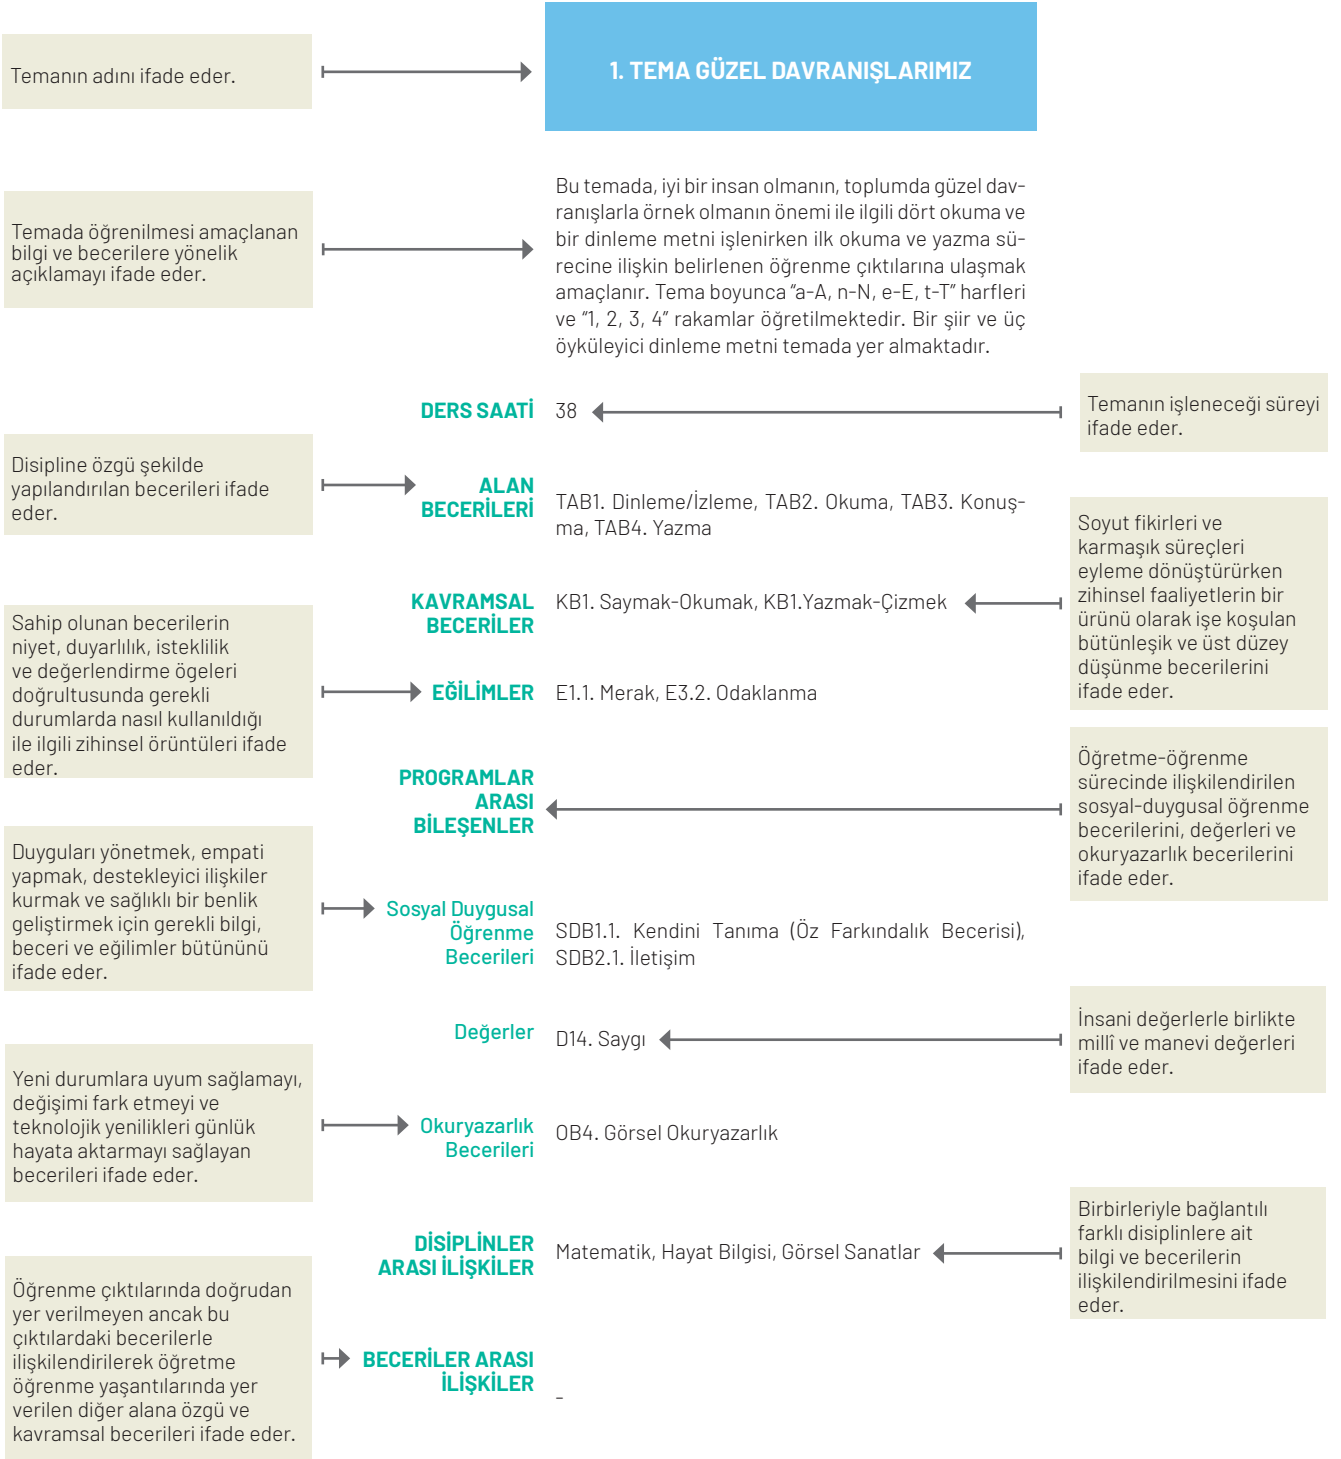 Temanın adını ifade eder.
1. TEMA GÜZEL DAVRANIŞLARIMIZ
Temada öğrenilmesi amaçlanan
bilgi ve becerilere yönelik
açıklamayı ifade eder.
Bu temada, iyi bir insan olmanın, toplumda güzel dav-
ranışlarla örnek olmanın önemi ile ilgili dört okuma ve
bir dinleme metni işlenirken ilk okuma ve yazma sü-
recine ilişkin belirlenen öğrenme çıktılarına ulaşmak
amaçlanır. Tema boyunca “a-A, n-N, e-E, t-T” harfleri
ve “1, 2, 3, 4” rakamlar öğretilmektedir. Bir şiir ve üç
öyküleyici dinleme metni temada yer almaktadır.
DERS SAATİ
38
Temanın işleneceği süreyi
ifade eder.
Disipline özgü şekilde
yapılandırılan becerileri ifade
eder.
ALAN
BECERİLERİ
TAB1. Dinleme/İzleme, TAB2. Okuma, TAB3. Konuş-
ma, TAB4. Yazma
Soyut fikirleri ve
karmaşık süreçleri
eyleme dönüştürürken
zihinsel faaliyetlerin bir
ürünü olarak işe koşulan
bütünleşik ve üst düzey
düşünme becerilerini
ifade eder.
KAVRAMSAL
BECERİLER
KB1. Saymak-Okumak, KB1.Yazmak-Çizmek
Sahip olunan becerilerin
niyet, duyarlılık, isteklilik
ve değerlendirme ögeleri
doğrultusunda gerekli
durumlarda nasıl kullanıldığı
ile ilgili zihinsel örüntüleri ifade
eder.
EĞİLİMLER
E1.1. Merak, E3.2. Odaklanma
PROGRAMLAR
ARASI
BİLEŞENLER
Öğretme-öğrenme
sürecinde ilişkilendirilen
sosyal-duygusal öğrenme
becerilerini, değerleri ve
okuryazarlık becerilerini
ifade eder.
Duyguları yönetmek, empati
yapmak, destekleyici ilişkiler
kurmak ve sağlıklı bir benlik
geliştirmek için gerekli bilgi,
beceri ve eğilimler bütününü
ifade eder.
Sosyal Duygusal
Öğrenme
Becerileri
SDB1.1. Kendini Tanıma (Öz Farkındalık Becerisi),
SDB2.1. İletişim
Değerler
D14. Saygı
İnsani değerlerle birlikte
millî ve manevi değerleri
ifade eder.
Yeni durumlara uyum sağlamayı,
değişimi fark etmeyi ve
teknolojik yenilikleri günlük
hayata aktarmayı sağlayan
becerileri ifade eder.
Okuryazarlık
Becerileri
OB4. Görsel Okuryazarlık
DİSİPLİNLER
ARASI İLİŞKİLER
Matematik, Hayat Bilgisi, Görsel Sanatlar
Birbirleriyle bağlantılı
farklı disiplinlere ait
bilgi ve becerilerin
ilişkilendirilmesini ifade
eder.
Öğrenme çıktılarında doğrudan
yer verilmeyen ancak bu
çıktılardaki becerilerle
ilişkilendirilerek öğretme
öğrenme yaşantılarında yer
verilen diğer alana özgü ve
kavramsal becerileri ifade eder.
BECERİLER ARASI
İLİŞKİLER
-